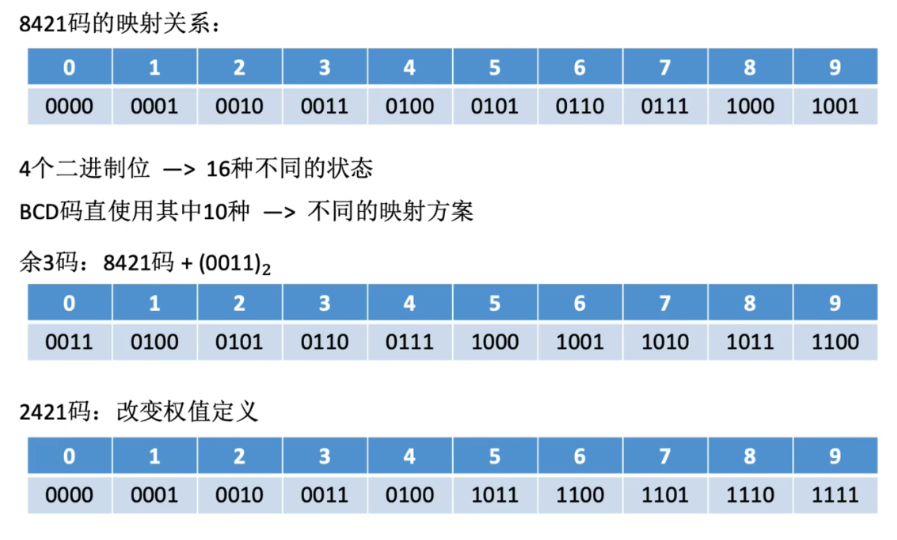 8421码的映射关系：
0 1 2 3 4 5 6 7 8 9
0000 0001 0010 0011 0100 0101 0110 0111 1000 1001
4个二进制位 —> 16种不同的状态
BCD码直使用其中10种 —> 不同的映射方案
余3码：8421码 + (0011)₂
0 1 2 3 4 5 6 7 8 9
0011 0100 0101 0110 0111 1000 1001 1010 1011 1100
2421码：改变权值定义
0 1 2 3 4 5 6 7 8 9
0000 0001 0010 0011 0100 1011 1100 1101 1110 1111